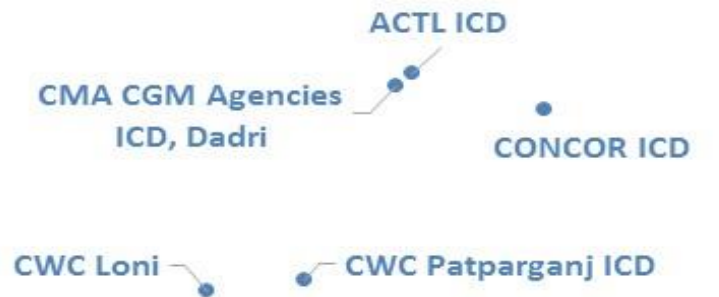 ACTL ICD
CMA CGM Agencies
ICD, Dadri
CONCOR ICD
CWC Loni
CWC Patparganj ICD